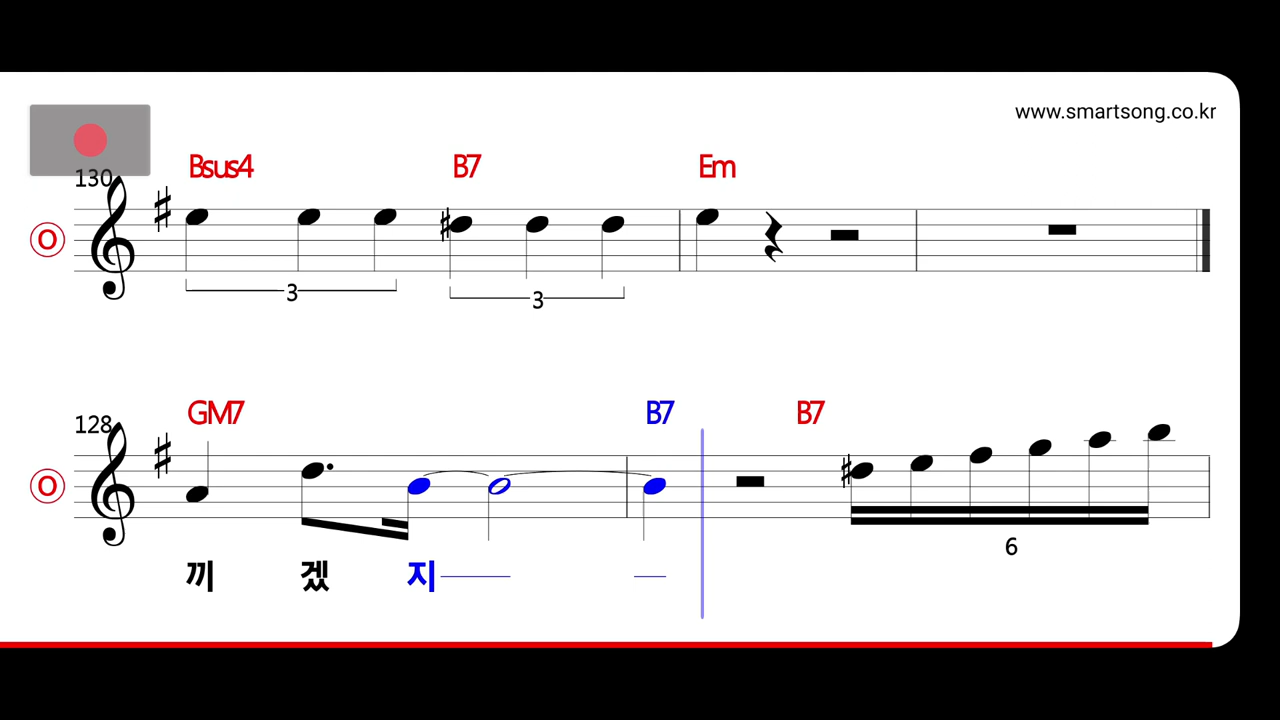 www.smartsong.co.kr
Bsus4 B7 Em
130
O
3 3
GM7 B7 B7
128
O
6
끼 겠 지